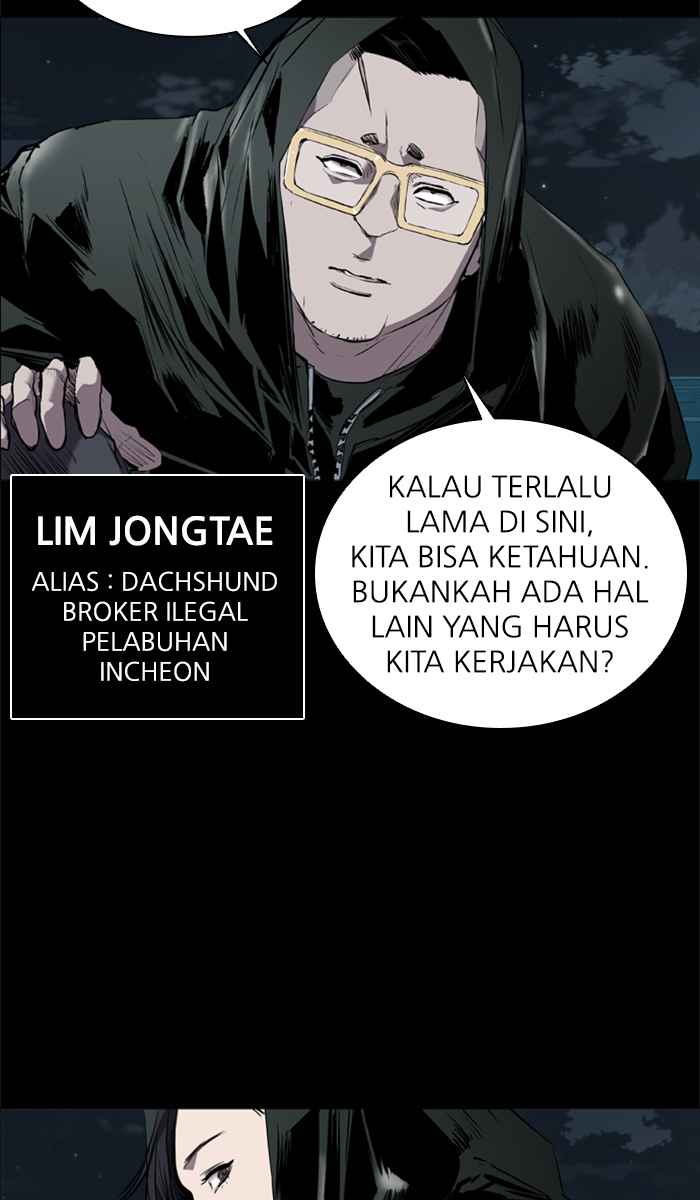 LIM JONGTAE
ALIAS : DACHSHUND
BROKER ILEGAL
PELABUHAN
INCHEON
KALAU TERLALU
LAMA DI SINI,
KITA BISA KETAHUAN.
BUKANKAH ADA HAL
LAIN YANG HARUS
KITA KERJAKAN?